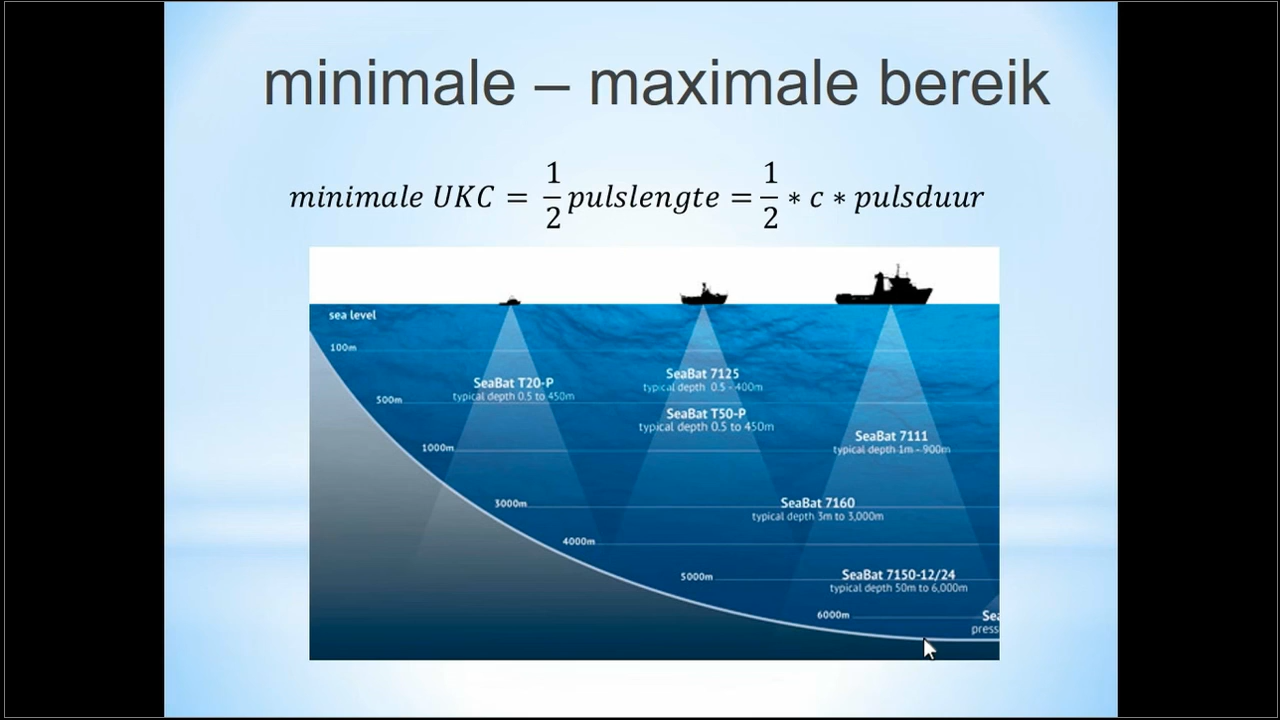 minimale – maximale bereik
minimale UKC = 1/2 pulslengte = 1/2 * c * pulsduur
sea level
100m
SeaBat 7125
typical depth 0.5 - 400m
SeaBat T20-P
typical depth 0.5 to 450m
500m
SeaBat T50-P
typical depth 0.5 to 450m
SeaBat 7111
typical depth 1m - 900m
1000m
3000m
SeaBat 7160
typical depth 3m to 3,000m
4000m
5000m
SeaBat 7150-12/24
typical depth 50m to 6,000m
6000m
Sea
press